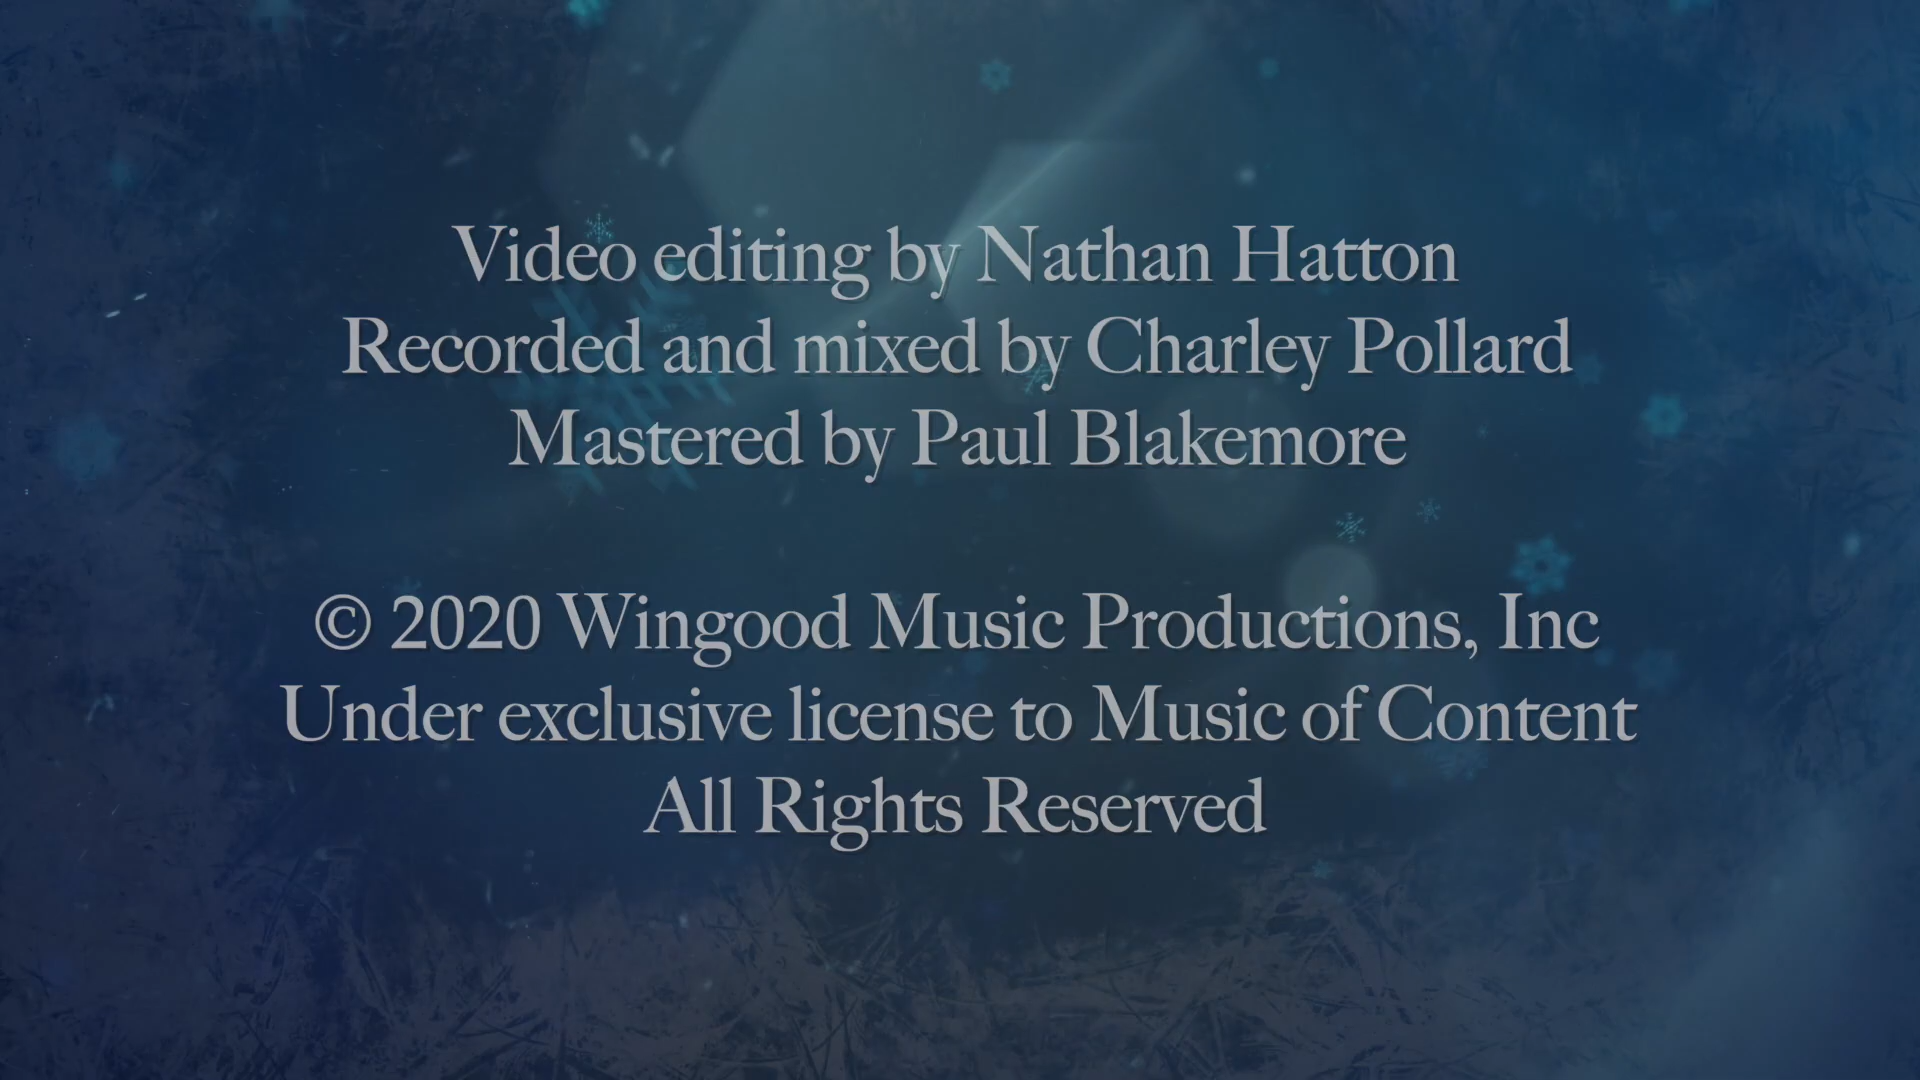 Video editing by Nathan Hatton
Recorded and mixed by Charley Pollard
Mastered by Paul Blakemore
© 2020 Wingood Music Productions, Inc
Under exclusive license to Music of Content
All Rights Reserved